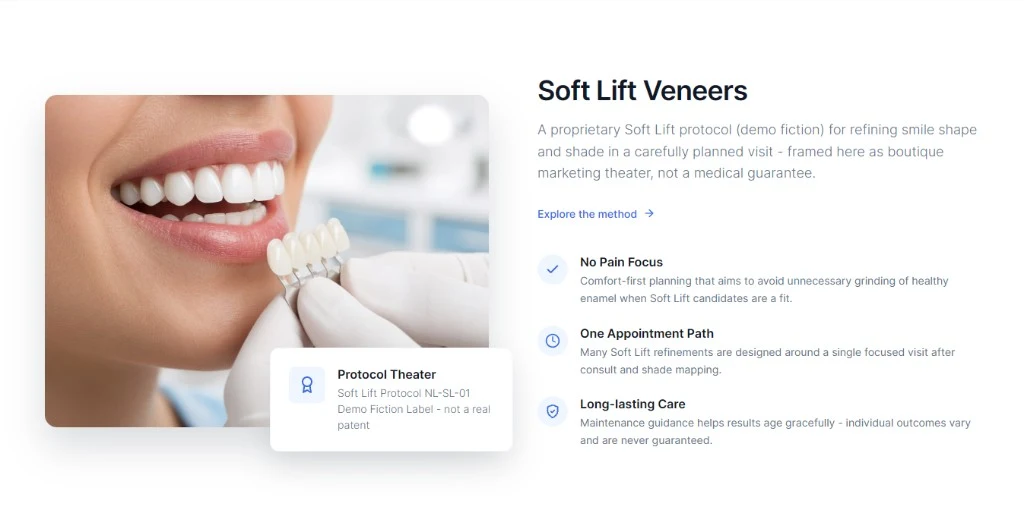 Soft Lift Veneers
A proprietary Soft Lift protocol (demo fiction) for refining smile shape
and shade in a carefully planned visit - framed here as boutique
marketing theater, not a medical guarantee.
Explore the method
No Pain Focus
Comfort-first planning that aims to avoid unnecessary grinding of healthy
enamel when Soft Lift candidates are a fit.
One Appointment Path
Many Soft Lift refinements are designed around a single focused visit after
consult and shade mapping.
Long-lasting Care
Maintenance guidance helps results age gracefully - individual outcomes vary
and are never guaranteed.
Protocol Theater
Soft Lift Protocol NL-SL-01
Demo Fiction Label - not a real
patent